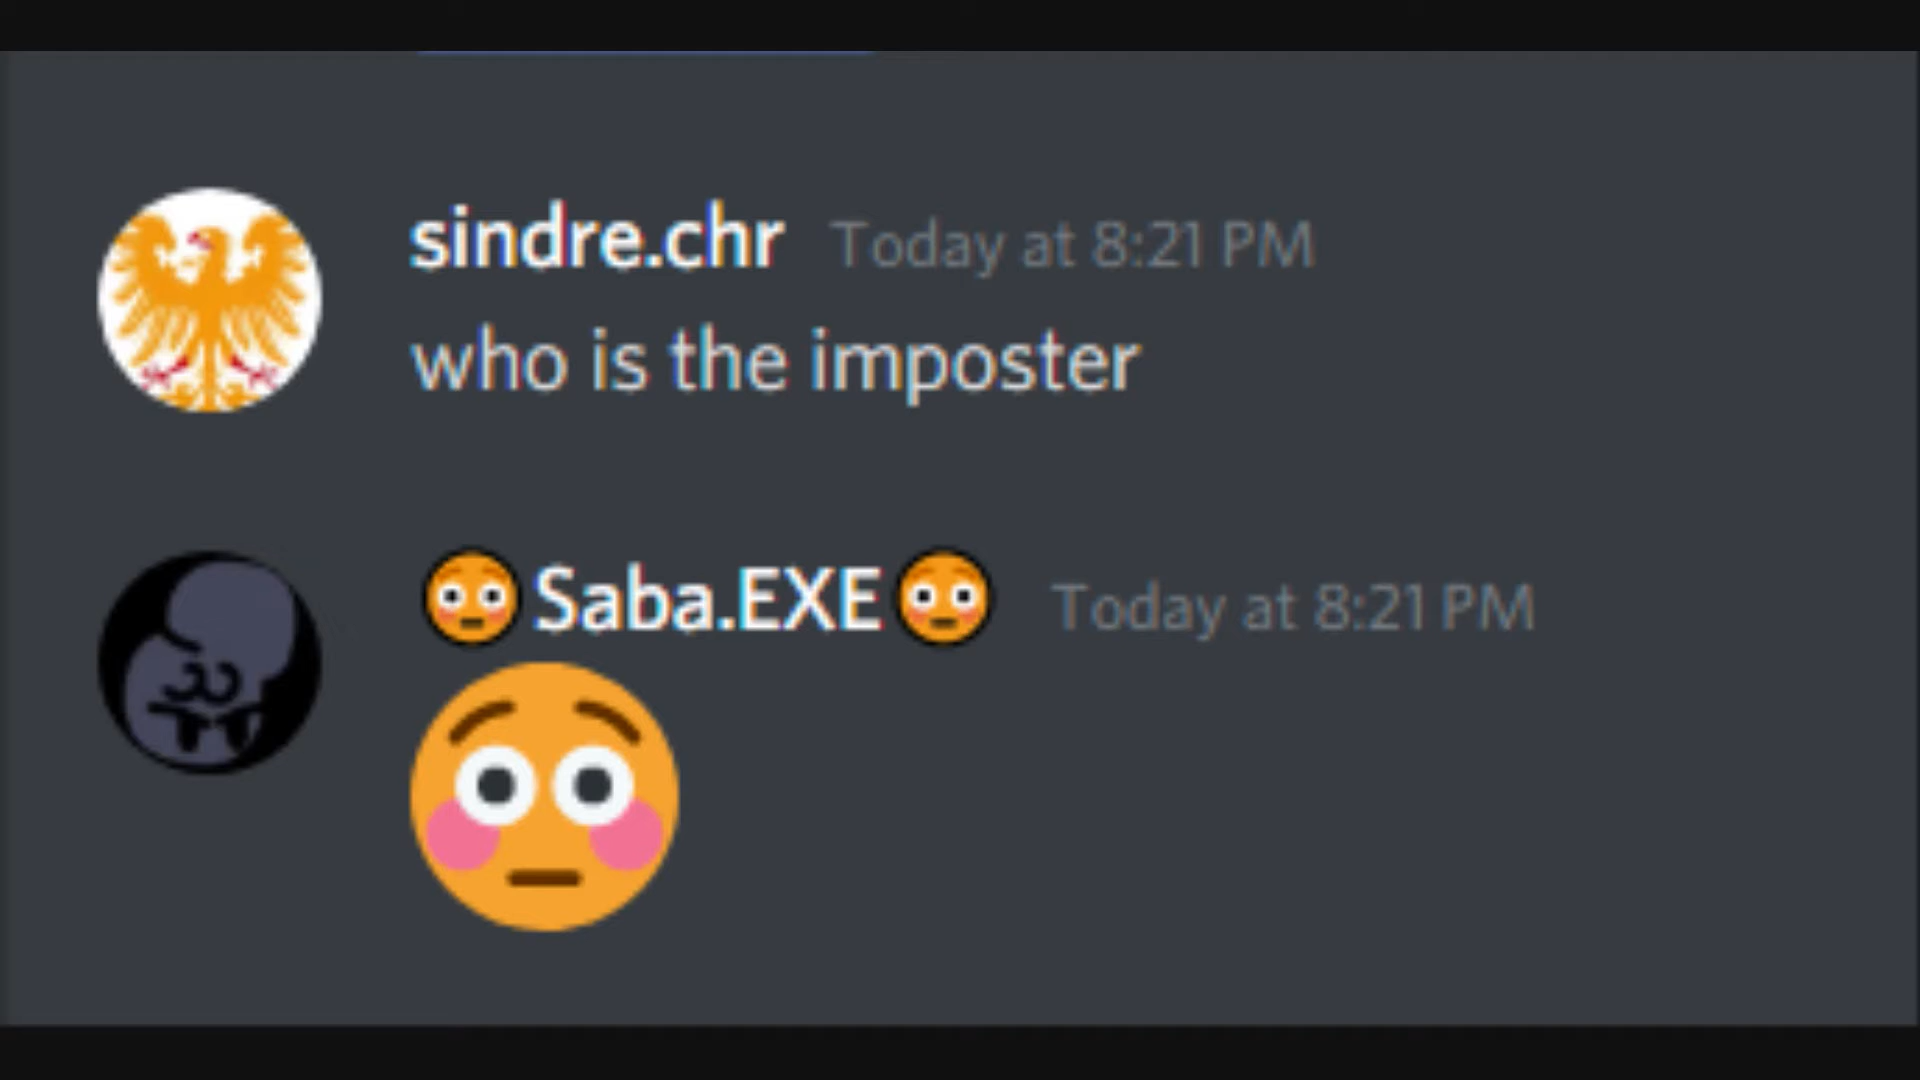 sindre.chr Today at 8:21 PM
who is the imposter
😳Saba.EXE😳 Today at 8:21 PM
😳